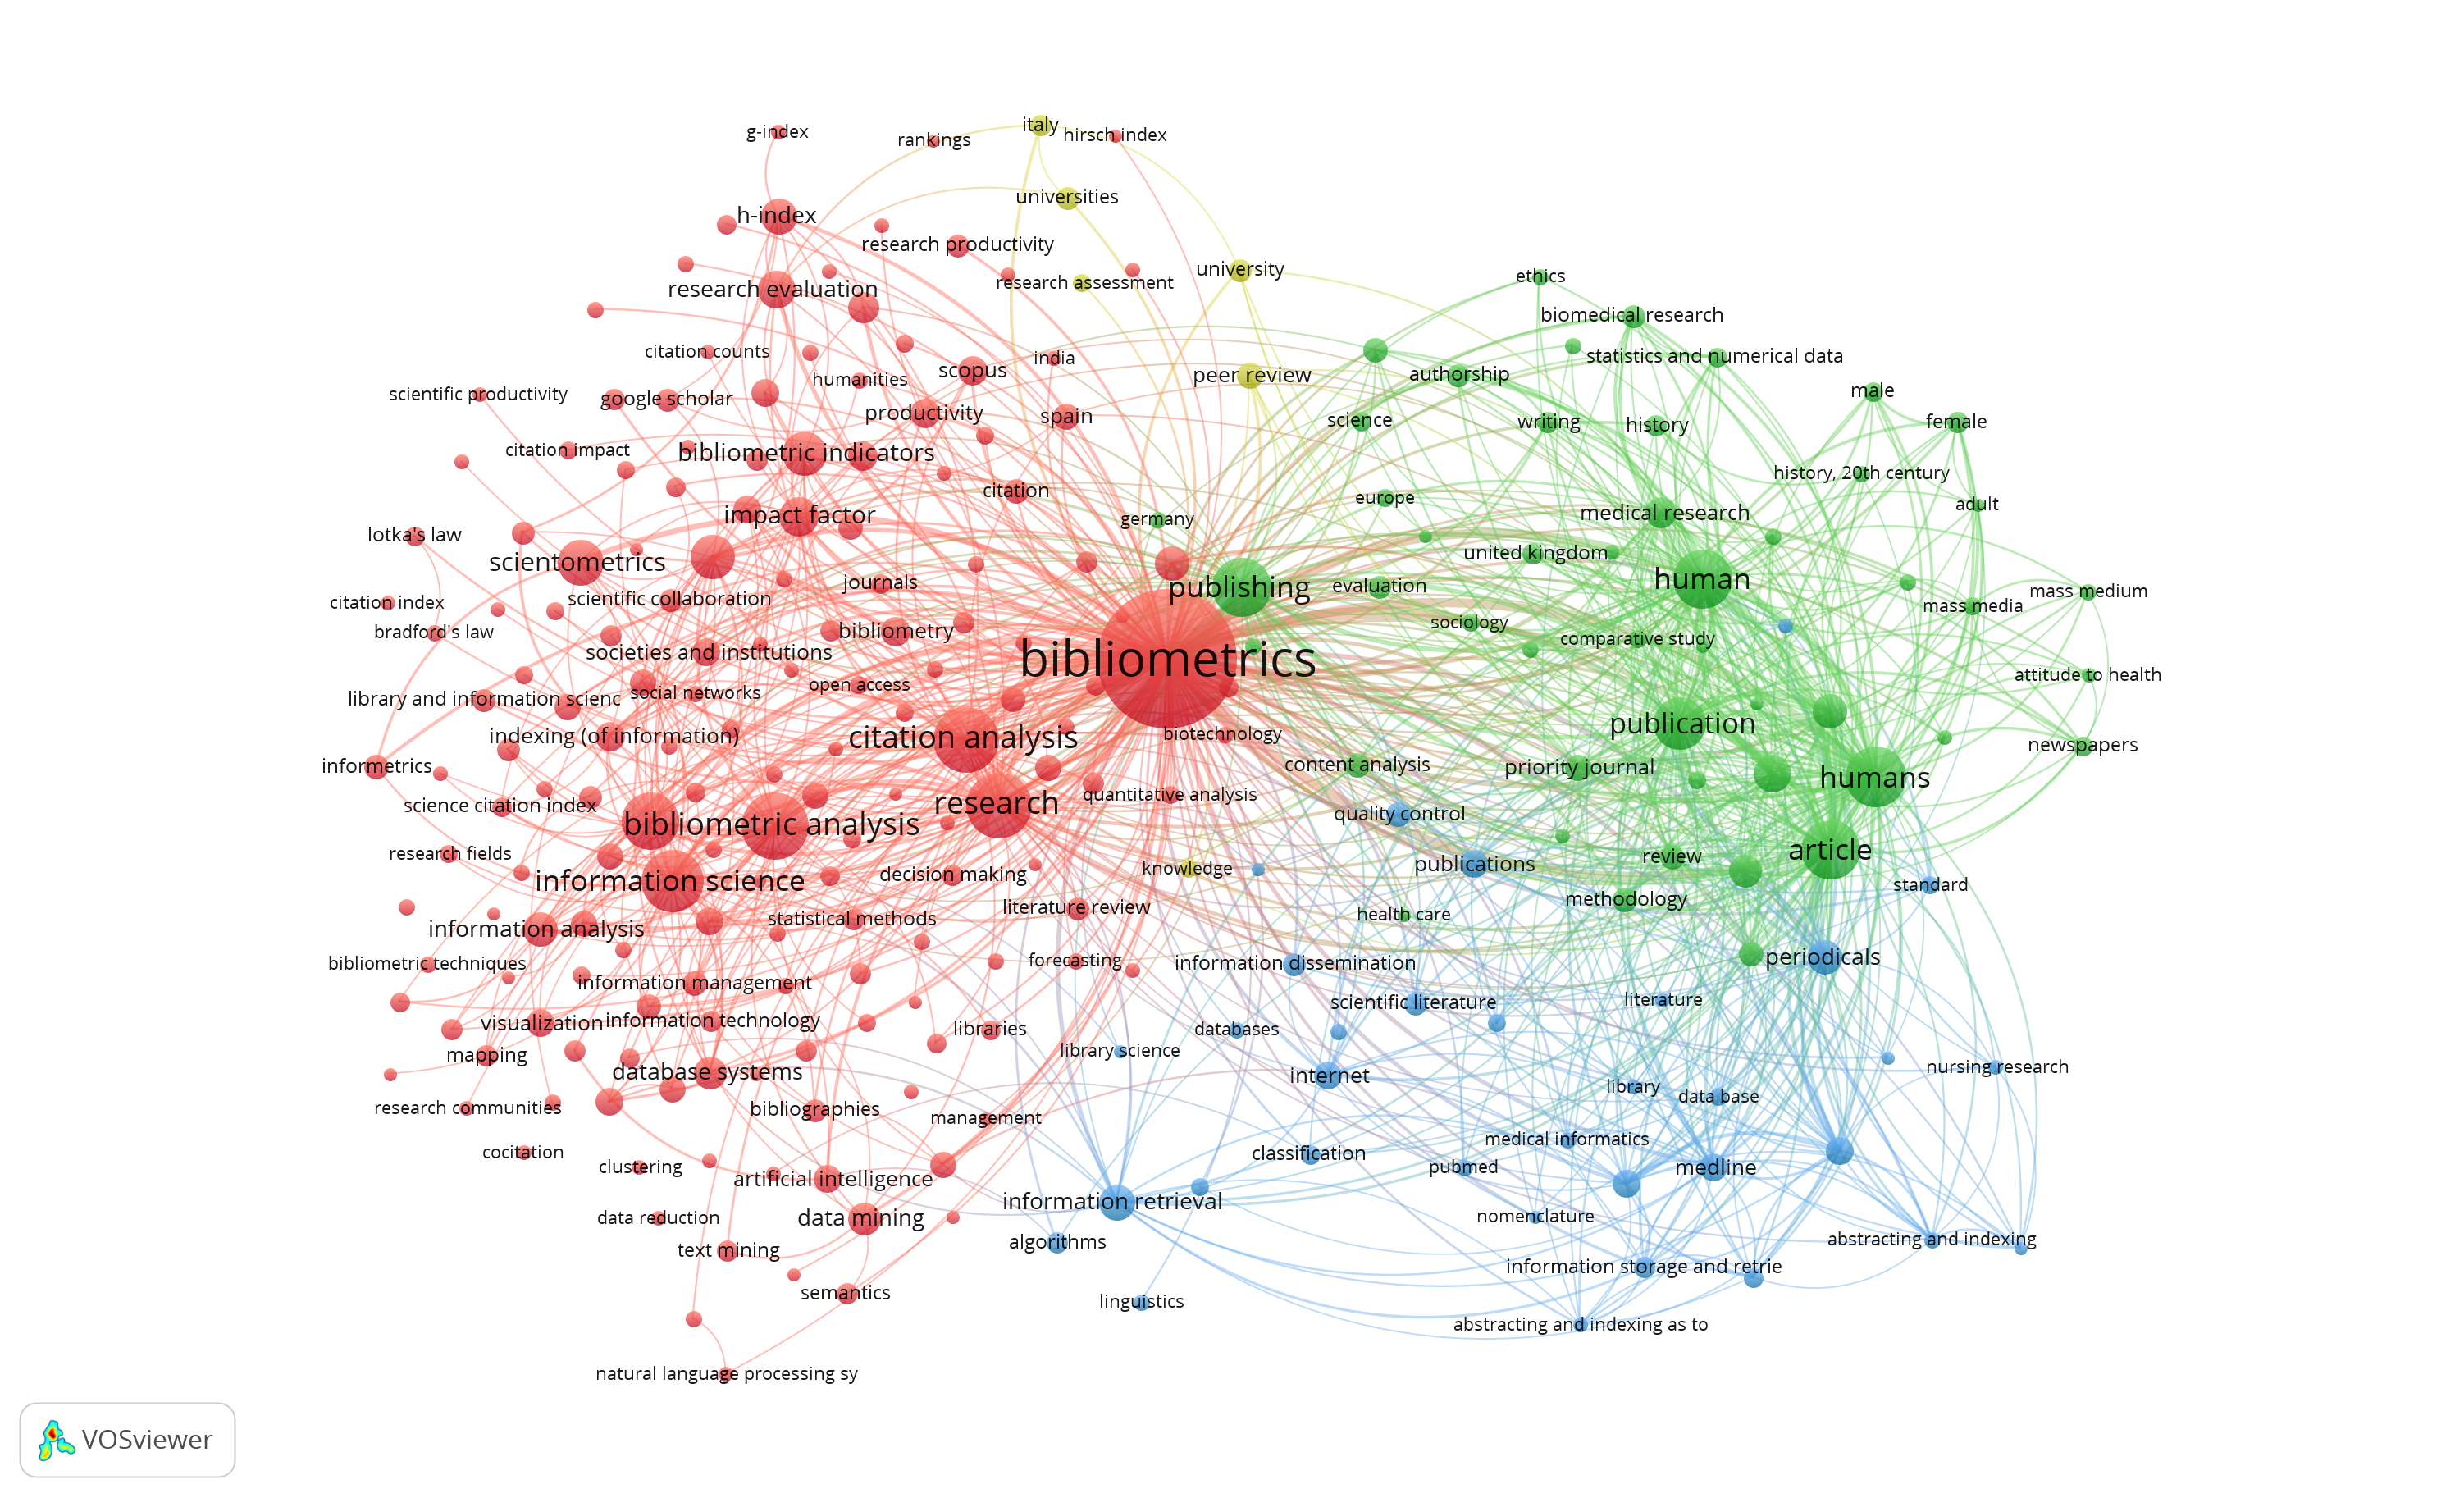 g-index
rankings
italy
hirsch index
universities
h-index
research productivity
university
ethics
research evaluation
research assessment
biomedical research
citation counts
india
statistics and numerical data
scopus
humanities
peer review
authorship
male
scientific productivity
google scholar
productivity
spain
science
writing
history
female
citation impact
bibliometric indicators
history, 20th century
citation
europe
adult
impact factor
germany
medical research
lotka's law
scientometrics
united kingdom
journals
publishing
evaluation
human
mass medium
citation index
scientific collaboration
mass media
bradford's law
bibliometry
sociology
comparative study
societies and institutions
bibliometrics
attitude to health
open access
library and information scienc
social networks
indexing (of information)
citation analysis
biotechnology
publication
newspapers
informetrics
content analysis
priority journal
humans
science citation index
research
quantitative analysis
quality control
bibliometric analysis
research fields
article
review
publications
information science
decision making
knowledge
standard
methodology
literature review
health care
information analysis
statistical methods
bibliometric techniques
forecasting
information dissemination
periodicals
information management
scientific literature
literature
visualization
information technology
libraries
databases
mapping
library science
database systems
internet
nursing research
library
data base
research communities
bibliographies
management
cocitation
medical informatics
classification
clustering
pubmed
medline
artificial intelligence
information retrieval
data reduction
data mining
nomenclature
text mining
algorithms
abstracting and indexing
information storage and retrie
semantics
linguistics
abstracting and indexing as to
natural language processing sy
VOSviewer